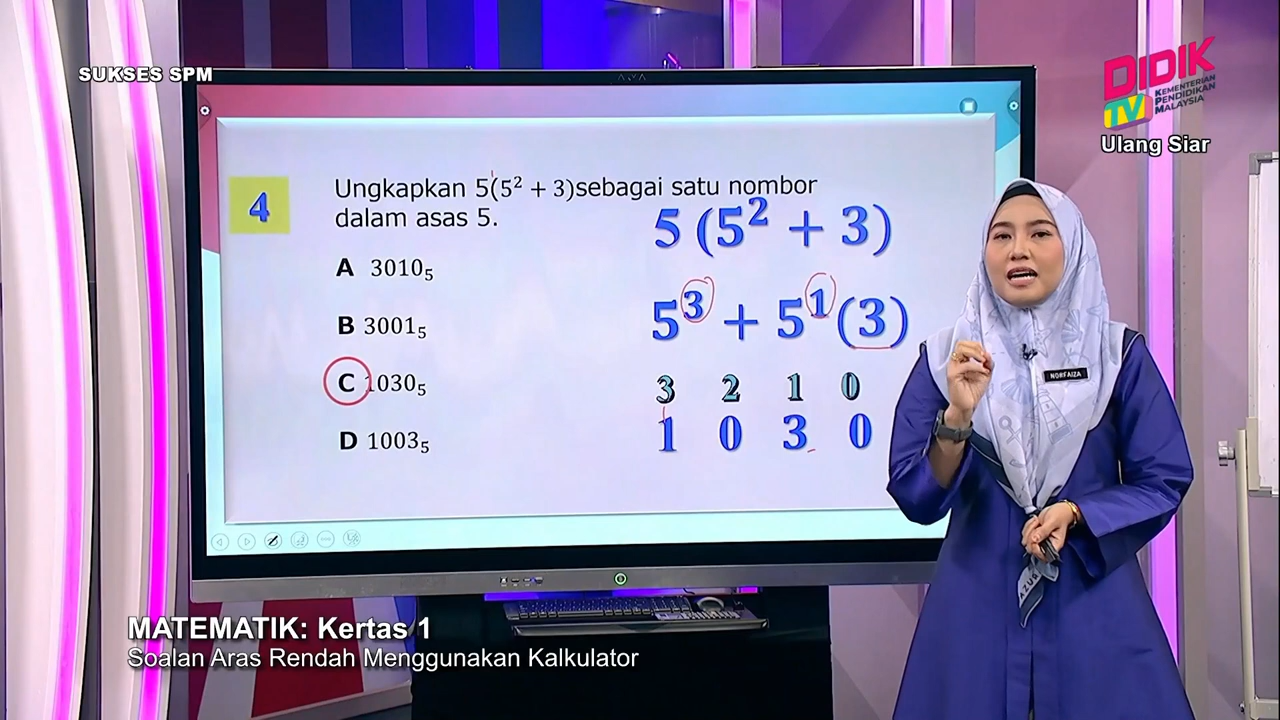 SUKSES SPM
DIDIK
TV
KEMENTERIAN
PENDIDIKAN
MALAYSIA
Ulang Siar
4
Ungkapkan 5(5² + 3)sebagai satu nombor
dalam asas 5.
A 3010₅
B 3001₅
C 1030₅
D 1003₅
5 (5² + 3)
5³ + 5¹ (3)
3 2 1 0
1 0 3 0
NORFAIZA
MATEMATIK: Kertas 1
Soalan Aras Rendah Menggunakan Kalkulator